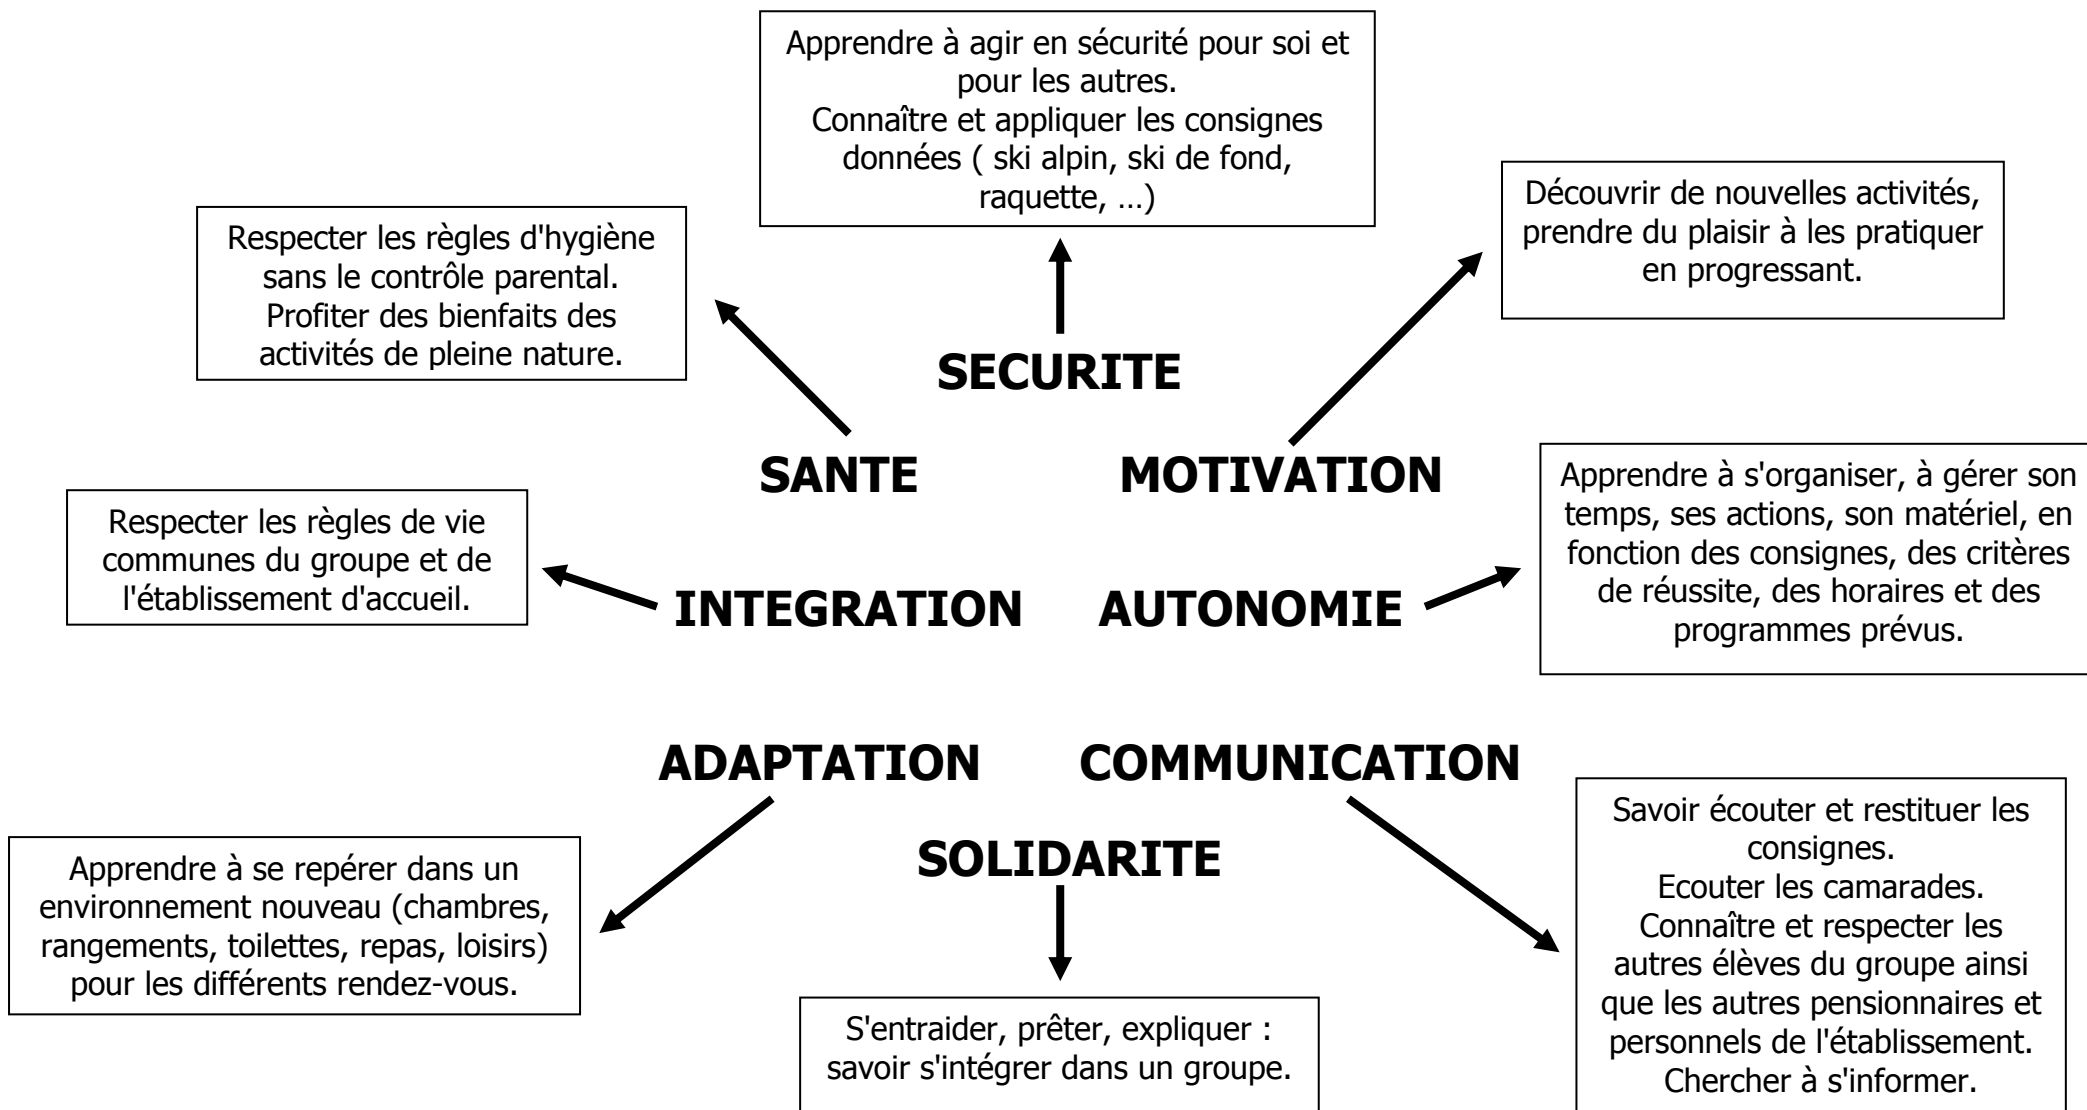 Apprendre à agir en sécurité pour soi et
pour les autres.
Connaître et appliquer les consignes
données ( ski alpin, ski de fond,
raquette, …)
Découvrir de nouvelles activités,
prendre du plaisir à les pratiquer
en progressant.
Respecter les règles d'hygiène
sans le contrôle parental.
Profiter des bienfaits des
activités de pleine nature.
SECURITE
SANTE
MOTIVATION
Apprendre à s'organiser, à gérer son
temps, ses actions, son matériel, en
fonction des consignes, des critères
de réussite, des horaires et des
programmes prévus.
Respecter les règles de vie
communes du groupe et de
l'établissement d'accueil.
INTEGRATION
AUTONOMIE
ADAPTATION
COMMUNICATION
SOLIDARITE
Apprendre à se repérer dans un
environnement nouveau (chambres,
rangements, toilettes, repas, loisirs)
pour les différents rendez-vous.
Savoir écouter et restituer les
consignes.
Ecouter les camarades.
Connaître et respecter les
autres élèves du groupe ainsi
que les autres pensionnaires et
personnels de l'établissement.
Chercher à s'informer.
S'entraider, prêter, expliquer :
savoir s'intégrer dans un groupe.